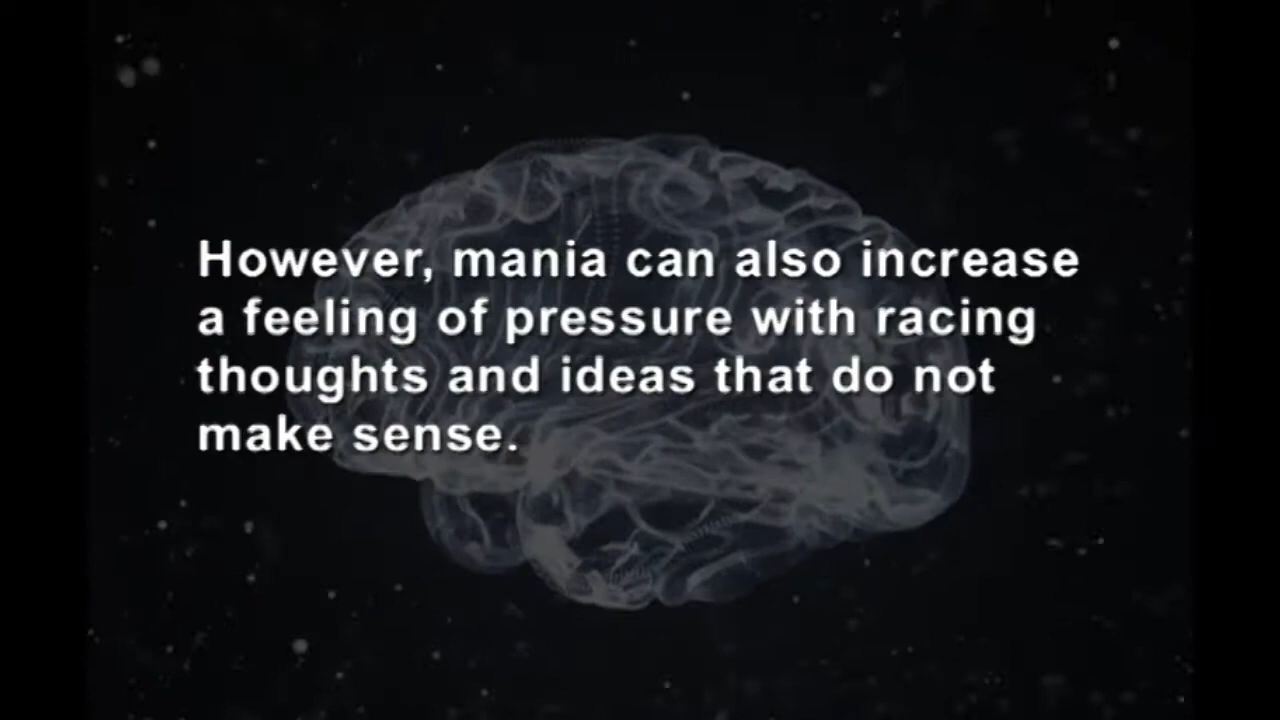 However, mania can also increase
a feeling of pressure with racing
thoughts and ideas that do not
make sense.